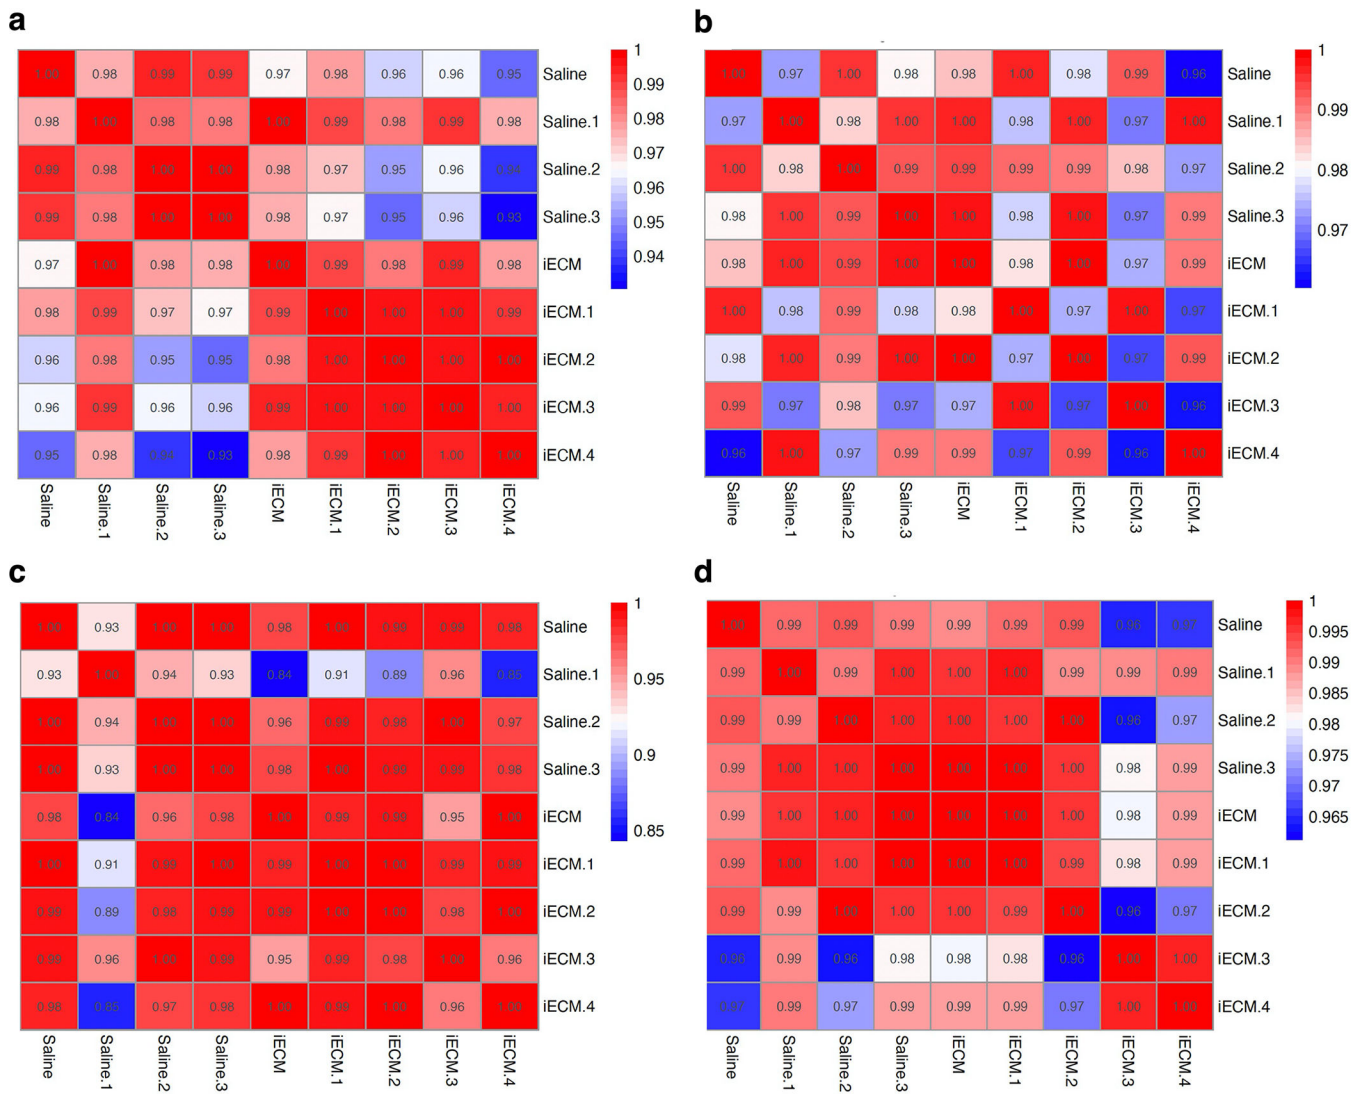 a
1.00 0.98 0.99 0.99 0.97 0.98 0.96 0.96 0.95 Saline
0.98 1.00 0.98 0.98 1.00 0.99 0.98 0.99 0.98 Saline.1
0.99 0.98 1.00 1.00 0.98 0.97 0.95 0.96 0.94 Saline.2
0.99 0.98 1.00 1.00 0.98 0.97 0.95 0.96 0.93 Saline.3
0.97 1.00 0.98 0.98 1.00 0.99 0.98 0.99 0.98 iECM
0.98 0.99 0.97 0.97 0.99 1.00 1.00 1.00 0.99 iECM.1
0.96 0.98 0.95 0.95 0.98 1.00 1.00 1.00 1.00 iECM.2
0.96 0.99 0.96 0.96 0.99 1.00 1.00 1.00 1.00 iECM.3
0.95 0.98 0.94 0.93 0.98 0.99 1.00 1.00 1.00 iECM.4
Saline Saline.1 Saline.2 Saline.3 iECM iECM.1 iECM.2 iECM.3 iECM.4
1
0.99
0.98
0.97
0.96
0.95
0.94
b
1.00 0.97 1.00 0.98 0.98 1.00 0.98 0.99 0.96 Saline
0.97 1.00 0.98 1.00 1.00 0.98 1.00 0.97 1.00 Saline.1
1.00 0.98 1.00 0.99 0.99 0.99 0.99 0.98 0.97 Saline.2
0.98 1.00 0.99 1.00 1.00 0.98 1.00 0.97 0.99 Saline.3
0.98 1.00 0.99 1.00 1.00 0.98 1.00 0.97 0.99 iECM
1.00 0.98 0.99 0.98 0.98 1.00 0.97 1.00 0.97 iECM.1
0.98 1.00 0.99 1.00 1.00 0.97 1.00 0.97 0.99 iECM.2
0.99 0.97 0.98 0.97 0.97 1.00 0.97 1.00 0.96 iECM.3
0.96 1.00 0.97 0.99 0.99 0.97 0.99 0.96 1.00 iECM.4
Saline Saline.1 Saline.2 Saline.3 iECM iECM.1 iECM.2 iECM.3 iECM.4
1
0.99
0.98
0.97
c
1.00 0.93 1.00 1.00 0.98 1.00 0.99 0.99 0.98 Saline
0.93 1.00 0.94 0.93 0.84 0.91 0.89 0.96 0.85 Saline.1
1.00 0.94 1.00 1.00 0.96 0.99 0.98 1.00 0.97 Saline.2
1.00 0.93 1.00 1.00 0.98 1.00 0.99 0.99 0.98 Saline.3
0.98 0.84 0.96 0.98 1.00 0.99 0.99 0.95 1.00 iECM
1.00 0.91 0.99 1.00 0.99 1.00 1.00 0.99 0.99 iECM.1
0.99 0.89 0.98 0.99 0.99 1.00 1.00 0.98 1.00 iECM.2
0.99 0.96 1.00 0.99 0.95 0.99 0.98 1.00 0.96 iECM.3
0.98 0.85 0.97 0.98 1.00 0.99 1.00 0.96 1.00 iECM.4
Saline Saline.1 Saline.2 Saline.3 iECM iECM.1 iECM.2 iECM.3 iECM.4
1
0.95
0.9
0.85
d
1.00 0.99 0.99 0.99 0.99 0.99 0.99 0.96 0.97 Saline
0.99 1.00 0.99 1.00 1.00 1.00 0.99 0.99 0.99 Saline.1
0.99 0.99 1.00 1.00 1.00 1.00 1.00 0.96 0.97 Saline.2
0.99 1.00 1.00 1.00 1.00 1.00 1.00 0.98 0.99 Saline.3
0.99 1.00 1.00 1.00 1.00 1.00 1.00 0.98 0.99 iECM
0.99 1.00 1.00 1.00 1.00 1.00 0.99 0.98 0.99 iECM.1
0.99 0.99 1.00 1.00 1.00 0.99 1.00 0.96 0.97 iECM.2
0.96 0.99 0.96 0.98 0.98 0.98 0.96 1.00 1.00 iECM.3
0.97 0.99 0.97 0.99 0.99 0.99 0.97 1.00 1.00 iECM.4
Saline Saline.1 Saline.2 Saline.3 iECM iECM.1 iECM.2 iECM.3 iECM.4
1
0.995
0.99
0.985
0.98
0.975
0.97
0.965